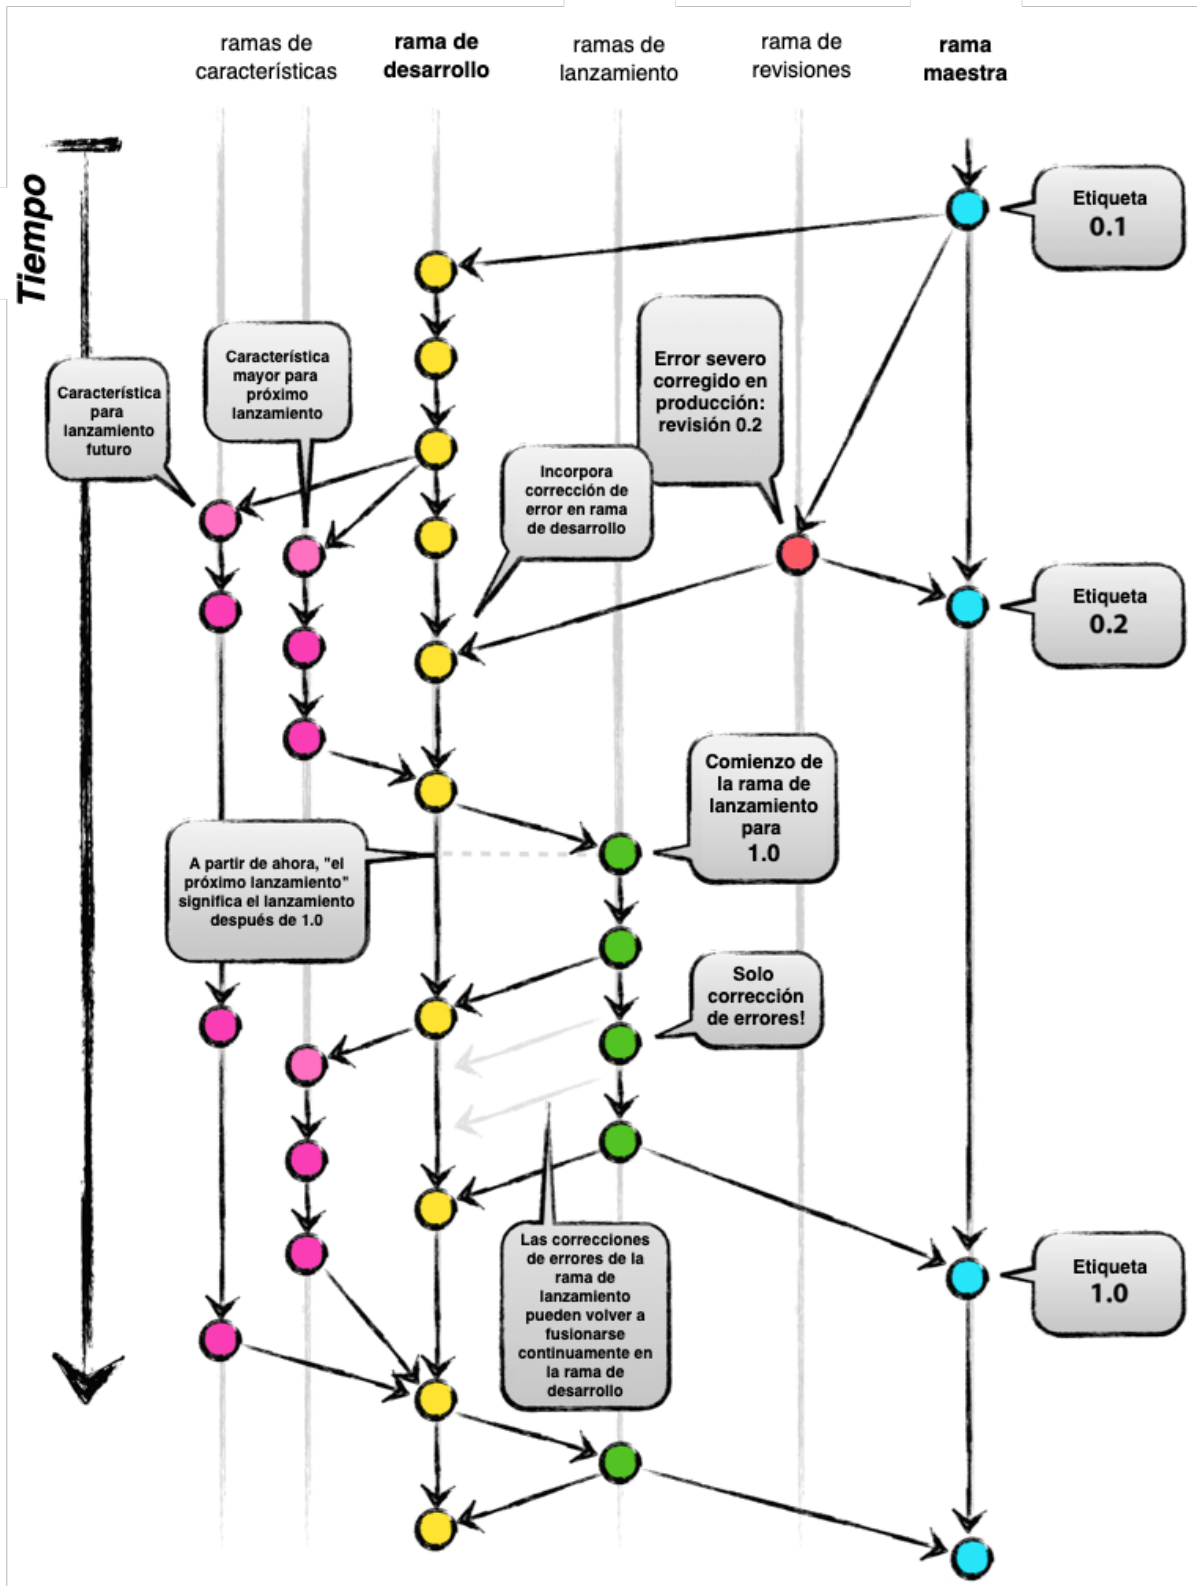 ramas de
características
rama de
desarrollo
ramas de
lanzamiento
rama de
revisiones
rama
maestra
Tiempo
Etiqueta
0.1
Característica
para
lanzamiento
futuro
Característica
mayor para
próximo
lanzamiento
Error severo
corregido en
producción:
revisión 0.2
Incorpora
corrección de
error en rama
de desarrollo
Etiqueta
0.2
Comienzo de
la rama de
lanzamiento
para
1.0
A partir de ahora, "el
próximo lanzamiento"
significa el lanzamiento
después de 1.0
Solo
corrección
de errores!
Las correcciones
de errores de la
rama de
lanzamiento
pueden volver a
fusionarse
continuamente en
la rama de
desarrollo
Etiqueta
1.0